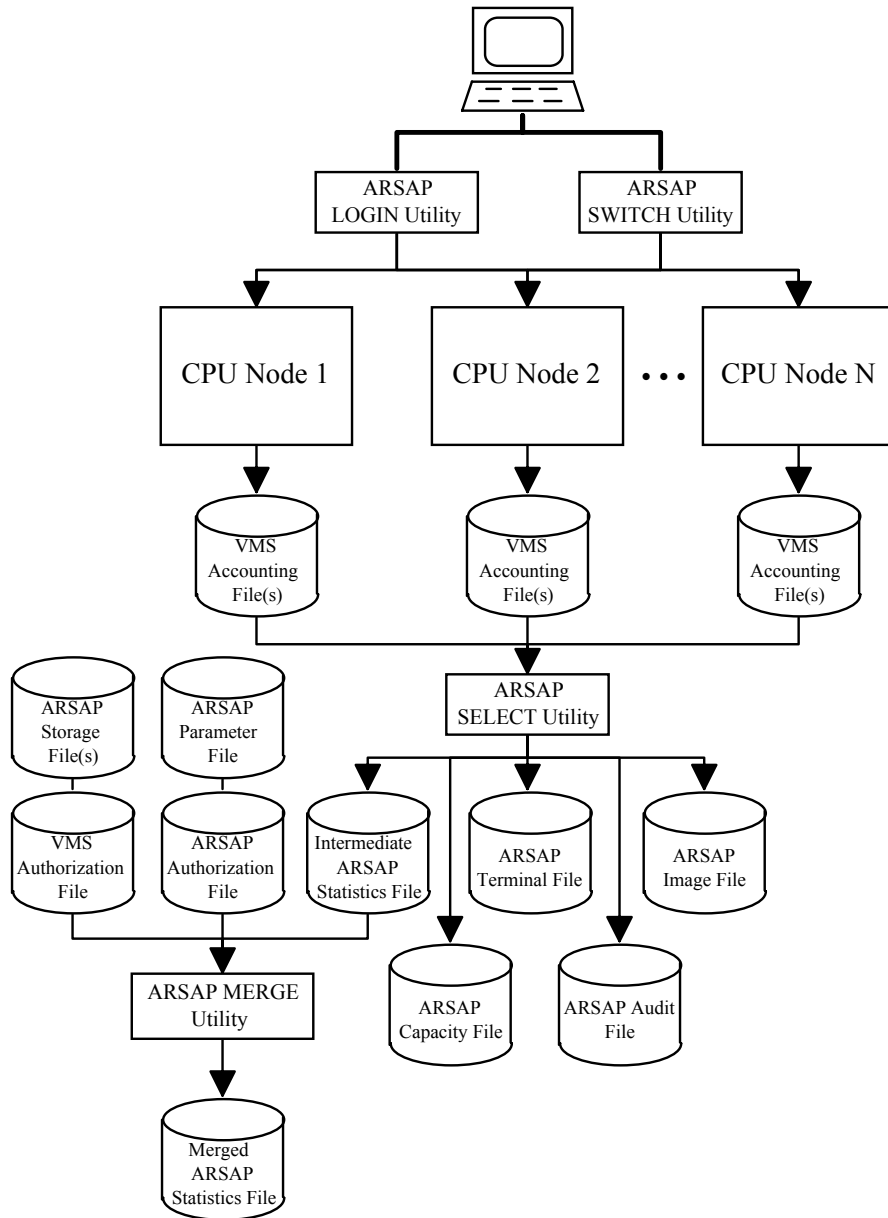 ARSAP
LOGIN Utility
ARSAP
SWITCH Utility
CPU Node 1
CPU Node 2
CPU Node N
VMS
Accounting
File(s)
VMS
Accounting
File(s)
VMS
Accounting
File(s)
ARSAP
Storage
File(s)
ARSAP
Parameter
File
ARSAP
SELECT Utility
VMS
Authorization
File
ARSAP
Authorization
File
Intermediate
ARSAP
Statistics File
ARSAP
Terminal File
ARSAP
Image File
ARSAP MERGE
Utility
ARSAP
Capacity File
ARSAP Audit
File
Merged
ARSAP
Statistics File